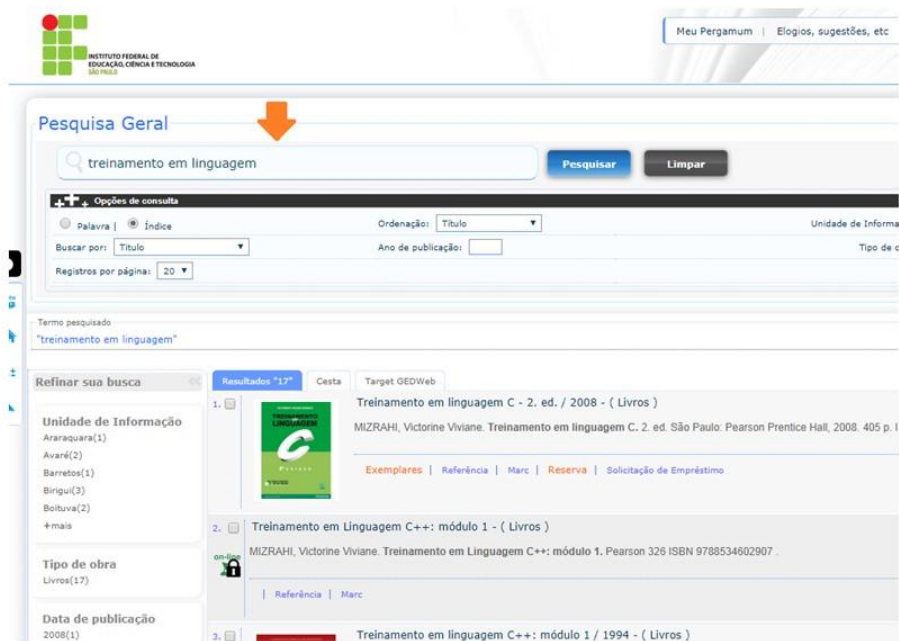 INSTITUTO FEDERAL DE
EDUCAÇÃO, CIÊNCIA E TECNOLOGIA
SÃO PAULO
Meu Pergamum | Elogios, sugestões, etc
Pesquisa Geral
treinamento em linguagem
Pesquisar
Limpar
Opções de consulta
Palavra | Índice
Ordenação: Título
Unidade de Informa
Buscar por: Título
Ano de publicação:
Tipo de o
Registros por página: 20
Termo pesquisado
"treinamento em linguagem"
Refinar sua busca
Unidade de Informação
Araraquara(1)
Avaré(2)
Barretos(1)
Birigui(3)
Boituva(2)
+mais
Tipo de obra
Livros(17)
Data de publicação
2008(1)
Resultados "17"
Cesta
Target GEDWeb
1.
TREINAMENTO
LINGUAGEM
C
Treinamento em linguagem C - 2. ed. / 2008 - ( Livros )
MIZRAHI, Victorine Viviane. Treinamento em linguagem C. 2. ed. São Paulo: Pearson Prentice Hall, 2008. 405 p. I
Exemplares | Referência | Marc | Reserva | Solicitação de Empréstimo
2.
Treinamento em Linguagem C++: módulo 1 - ( Livros )
on-line
MIZRAHI, Victorine Viviane. Treinamento em Linguagem C++: módulo 1. Pearson 326 ISBN 9788534602907 .
| Referência | Marc
3.
Treinamento em linguagem C++: módulo 1 / 1994 - ( Livros )